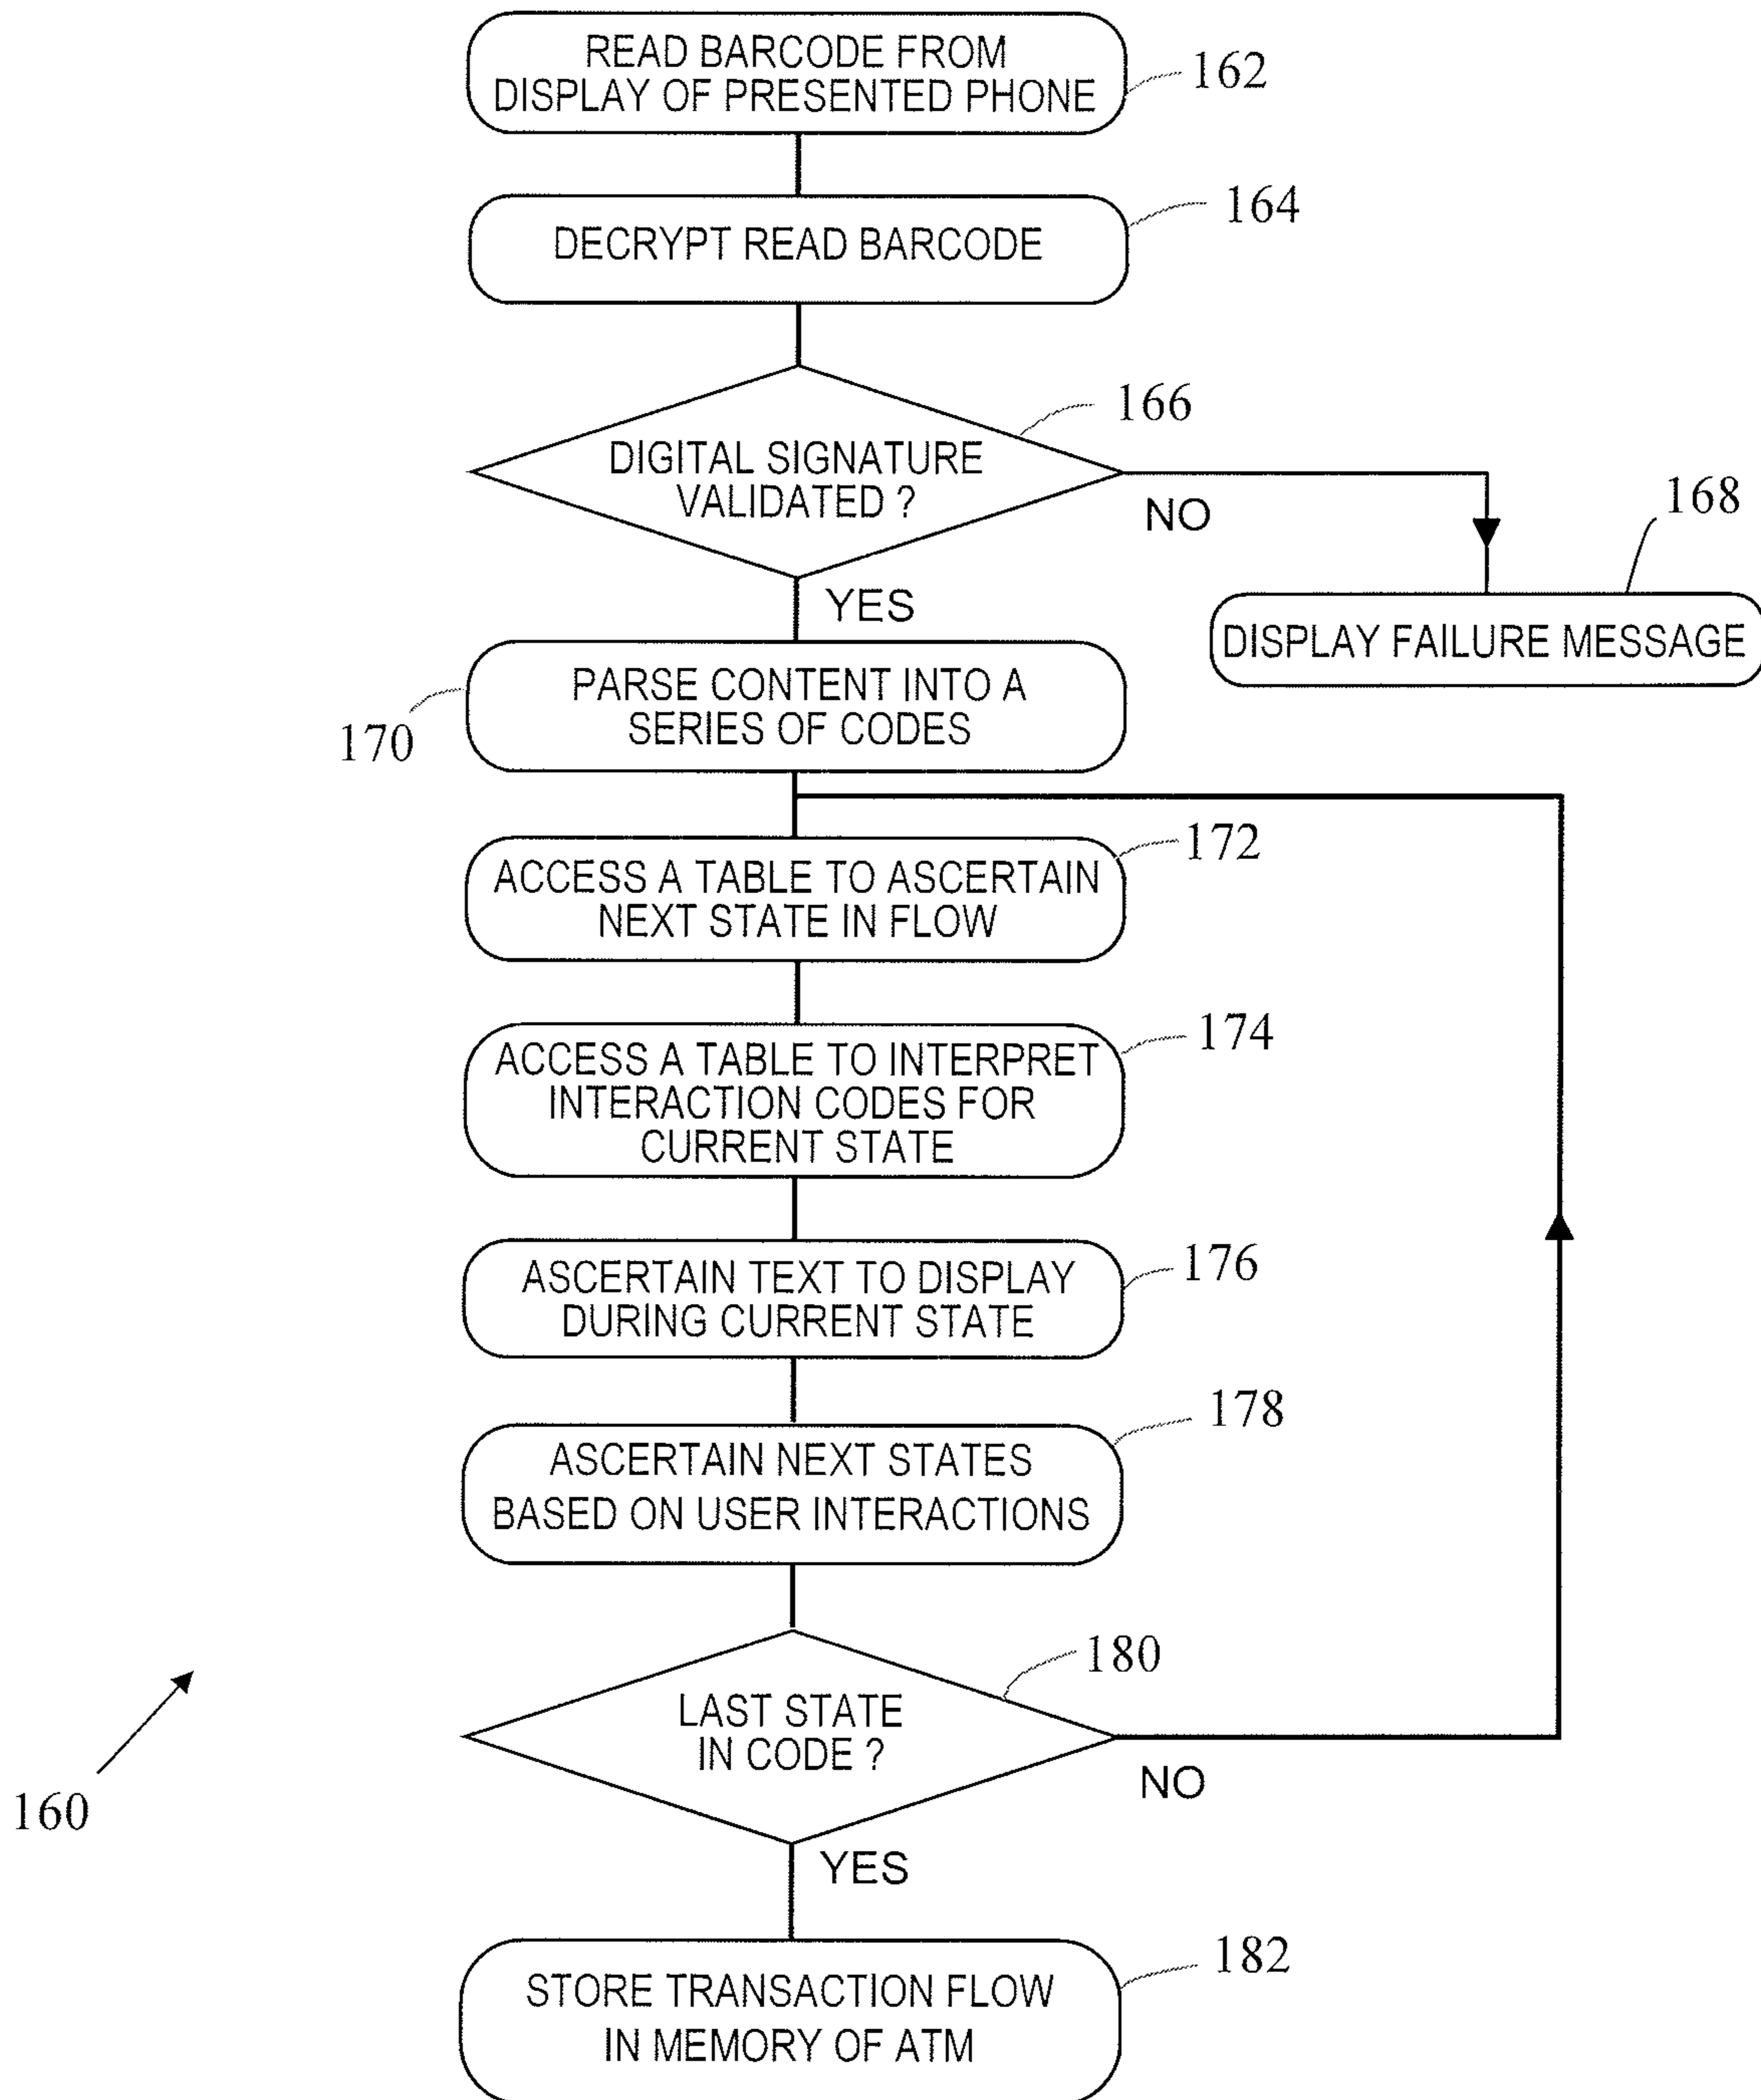 READ BARCODE FROM
DISPLAY OF PRESENTED PHONE
162
DECRYPT READ BARCODE
164
DIGITAL SIGNATURE
VALIDATED ?
166
NO
168
YES
DISPLAY FAILURE MESSAGE
PARSE CONTENT INTO A
SERIES OF CODES
170
ACCESS A TABLE TO ASCERTAIN
NEXT STATE IN FLOW
172
ACCESS A TABLE TO INTERPRET
INTERACTION CODES FOR
CURRENT STATE
174
ASCERTAIN TEXT TO DISPLAY
DURING CURRENT STATE
176
ASCERTAIN NEXT STATES
BASED ON USER INTERACTIONS
178
LAST STATE
IN CODE ?
180
NO
160
YES
STORE TRANSACTION FLOW
IN MEMORY OF ATM
182